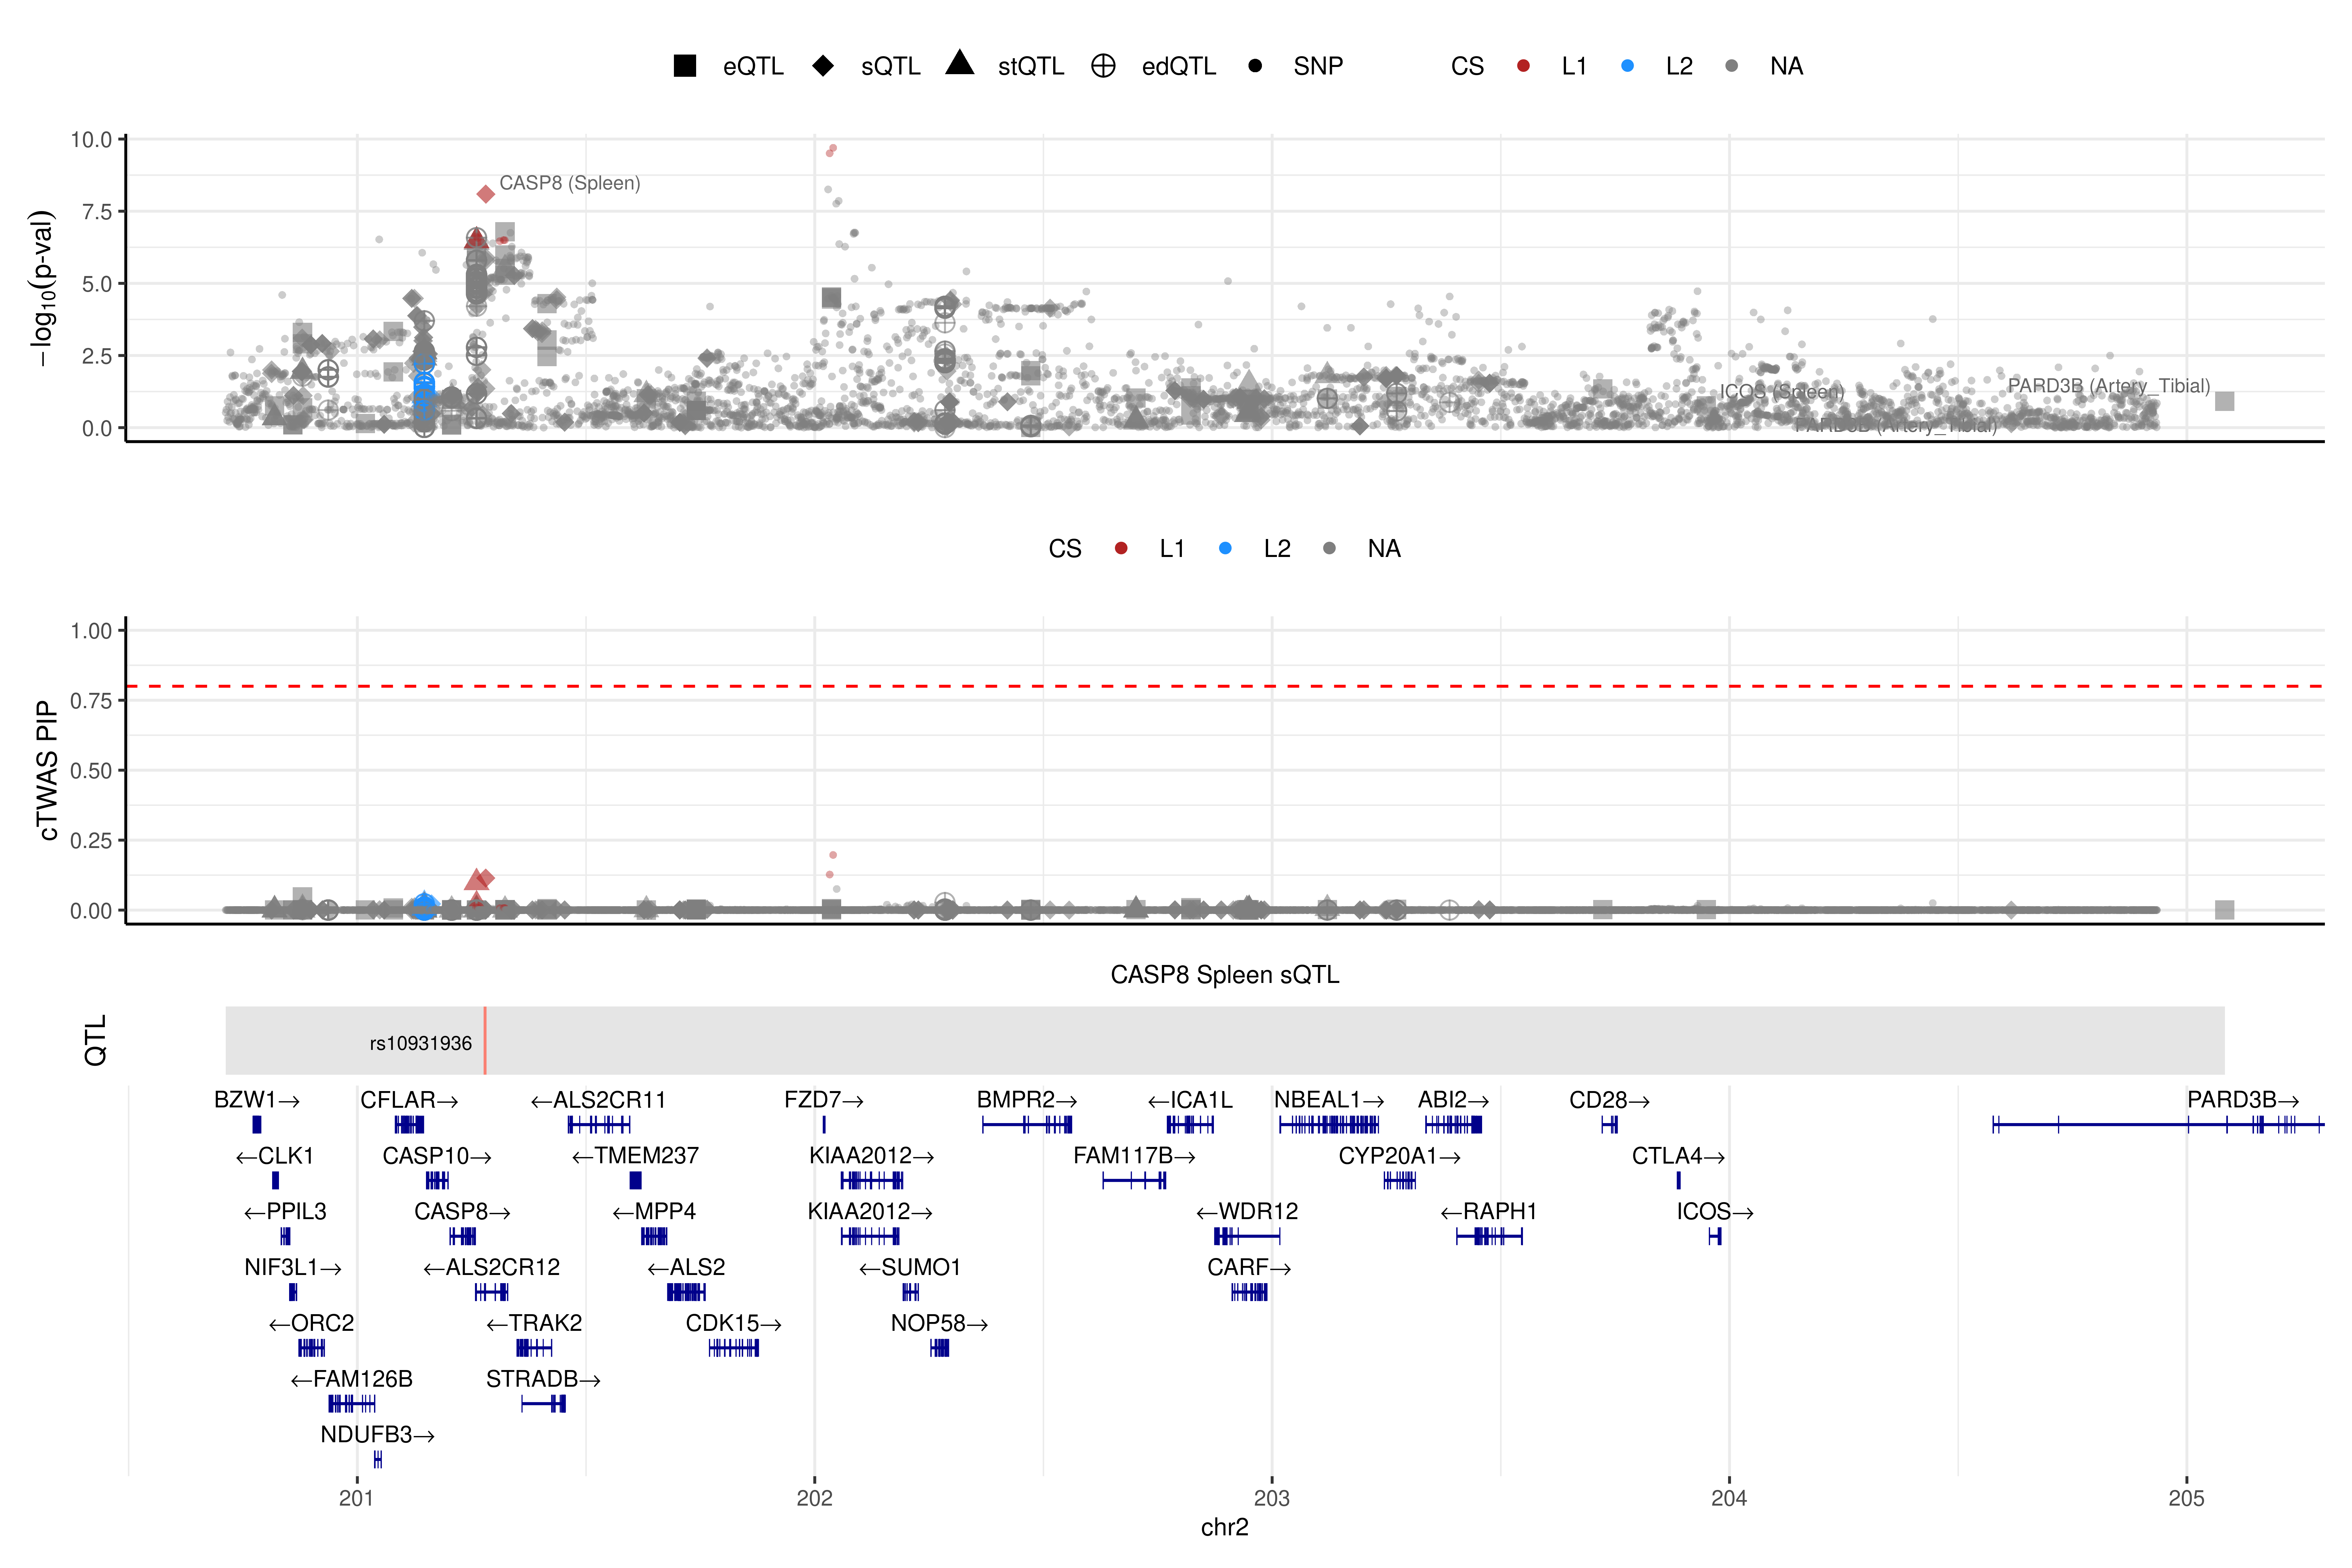 eQTL sQTL stQTL edQTL SNP CS L1 L2 NA
10.0
7.5
5.0
2.5
0.0
−log10(p-val)
CASP8 (Spleen)
ICOS (Spleen)
PARD3B (Artery_Tibial)
PARD3B (Artery_Tibial)
CS L1 L2 NA
1.00
0.75
0.50
0.25
0.00
cTWAS PIP
CASP8 Spleen sQTL
QTL
rs10931936
BZW1→ CFLAR→ ←ALS2CR11 FZD7→ BMPR2→ ←ICA1L NBEAL1→ ABI2→ CD28→ PARD3B→
←CLK1 CASP10→ ←TMEM237 KIAA2012→ FAM117B→ CYP20A1→ CTLA4→
←PPIL3 CASP8→ ←MPP4 KIAA2012→ ←WDR12 ←RAPH1 ICOS→
NIF3L1→ ←ALS2CR12 ←ALS2 ←SUMO1 CARF→
←ORC2 ←TRAK2 CDK15→ NOP58→
←FAM126B STRADB→
NDUFB3→
201 202 203 204 205
chr2